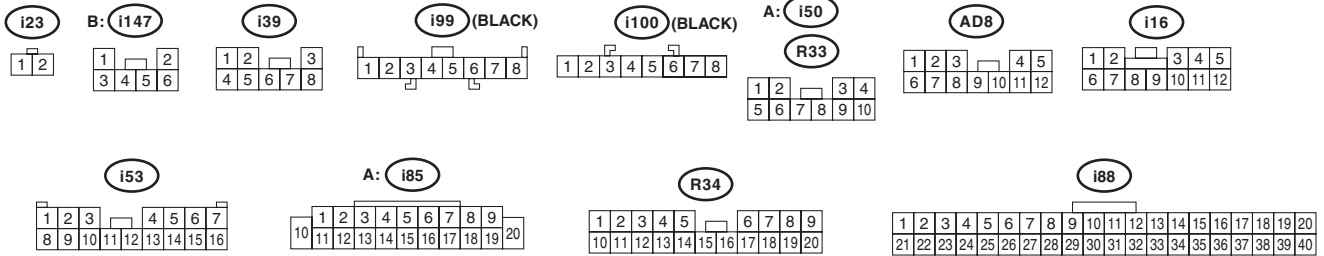 i23
B: i147
i39
i99 (BLACK)
i100 (BLACK)
A: i50
R33
AD8
i16
1 2
1 2
3 4 5 6
1 2 3
4 5 6 7 8
1 2 3 4 5 6 7 8
1 2 3 4 5 6 7 8
1 2 3 4
5 6 7 8 9 10
1 2 3 4 5
6 7 8 9 10 11 12
1 2 3 4 5
6 7 8 9 10 11 12
i53
A: i85
R34
i88
1 2 3 4 5 6 7
8 9 10 11 12 13 14 15 16
1 2 3 4 5 6 7 8 9
10 11 12 13 14 15 16 17 18 19 20
1 2 3 4 5 6 7 8 9
10 11 12 13 14 15 16 17 18 19 20
1 2 3 4 5 6 7 8 9 10 11 12 13 14 15 16 17 18 19 20
21 22 23 24 25 26 27 28 29 30 31 32 33 34 35 36 37 38 39 40